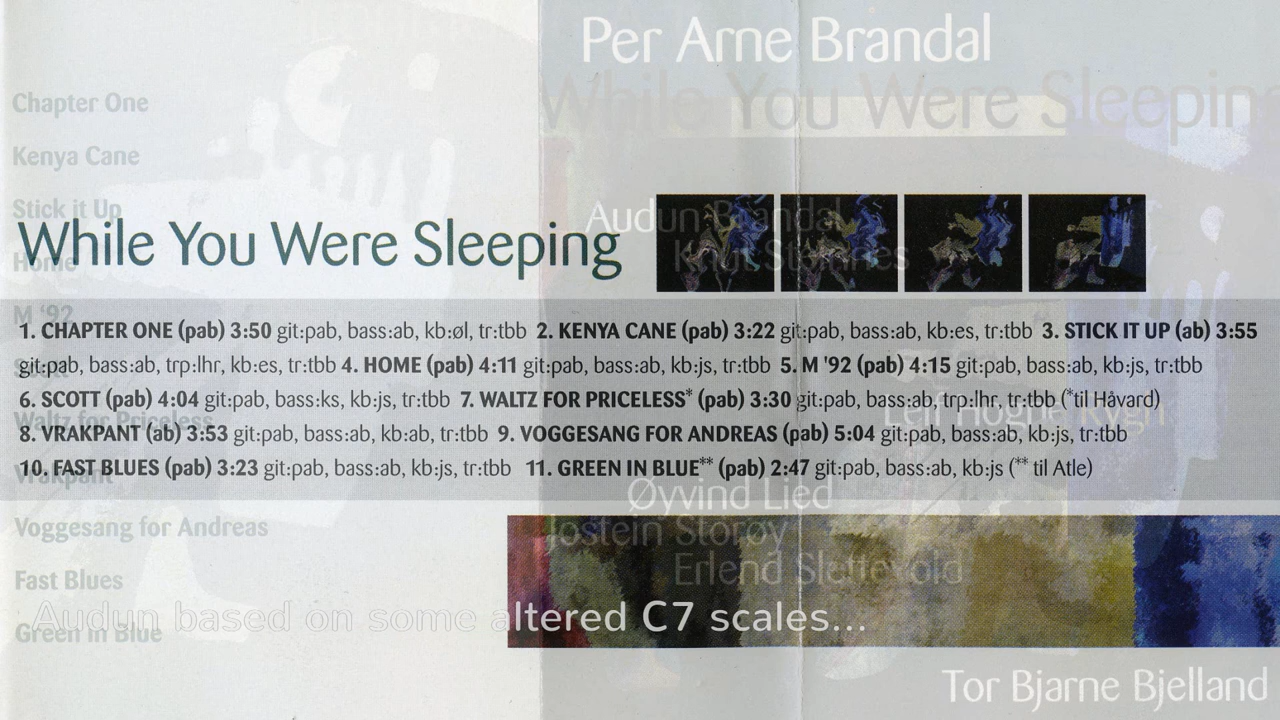 Per Arne Brandal
While You Were Sleeping
Chapter One
Kenya Cane
Stick it Up
While You Were Sleeping
Audun Brandal
Home
M '92
1. CHAPTER ONE (pab) 3:50 git:pab, bass:ab, kb:øl, tr:tbb 2. KENYA CANE (pab) 3:22 git:pab, bass:ab, kb:es, tr:tbb 3. STICK IT UP (ab) 3:55
git:pab, bass:ab, trp:lhr, kb:es, tr:tbb 4. HOME (pab) 4:11 git:pab, bass:ab, kb:js, tr:tbb 5. M '92 (pab) 4:15 git:pab, bass:ab, kb:js, tr:tbb
6. SCOTT (pab) 4:04 git:pab, bass:ks, kb:js, tr:tbb 7. WALTZ FOR PRICELESS* (pab) 3:30 git:pab, bass:ab, trp:lhr, tr:tbb (*til Håvard)
Waltz for Priceless
Leif Hogne Rygh
8. VRAKPANT (ab) 3:53 git:pab, bass:ab, kb:ab, tr:tbb 9. VOGGESANG FOR ANDREAS (pab) 5:04 git:pab, bass:ab, kb:js, tr:tbb
10. FAST BLUES (pab) 3:23 git:pab, bass:ab, kb:js, tr:tbb 11. GREEN IN BLUE** (pab) 2:47 git:pab, bass:ab, kb:js (** til Atle)
Vrakpant
Øyvind Lied
Voggesang for Andreas
Jostein Storøy
Erlend Slettevold
Fast Blues
Audun based on some altered C7 scales...
Green in Blue
Tor Bjarne Bjelland